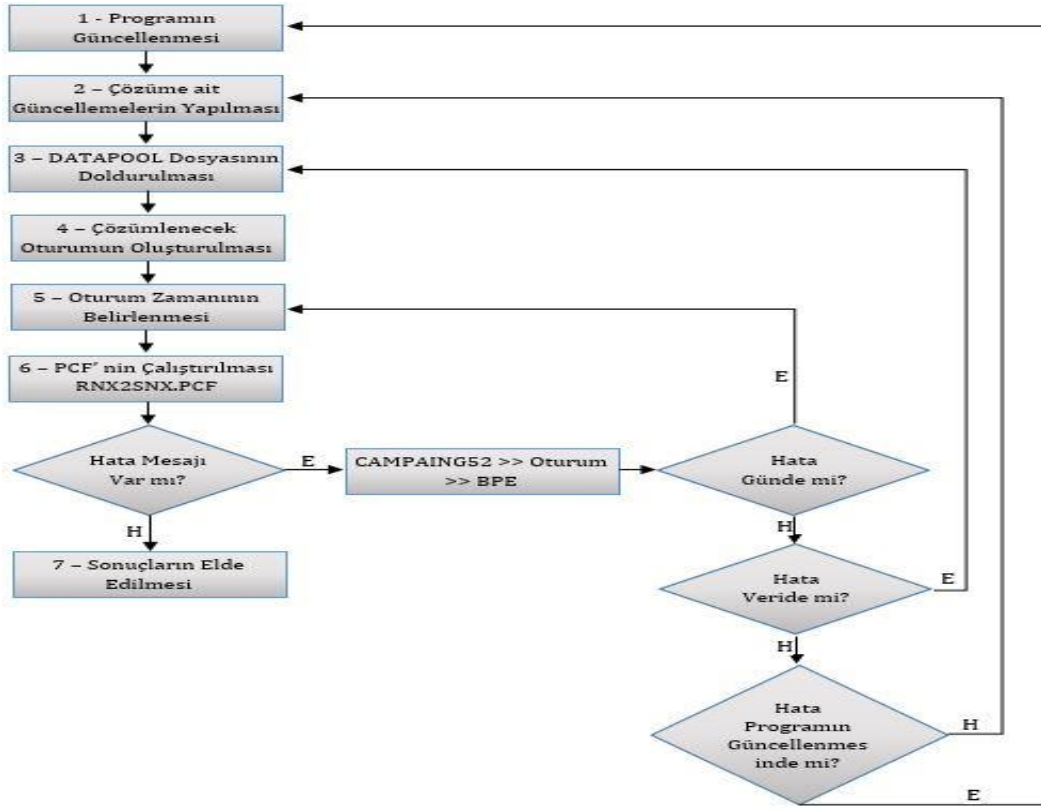 1 - Programın
Güncellenmesi
2 – Çözüme ait
Güncellemelerin Yapılması
3 – DATAPOOL Dosyasının
Doldurulması
4 – Çözümlenecek
Oturumun Oluşturulması
5 – Oturum Zamanının
Belirlenmesi
6 – PCF' nin Çalıştırılması
RNX2SNX.PCF
E
Hata Mesajı
Var mı?
E
CAMPAING52 >> Oturum
>> BPE
Hata
Günde mi?
H
H
7 – Sonuçların Elde
Edilmesi
Hata
Veride mi?
E
H
Hata
Programın
Güncellenmes
inde mi?
H
E